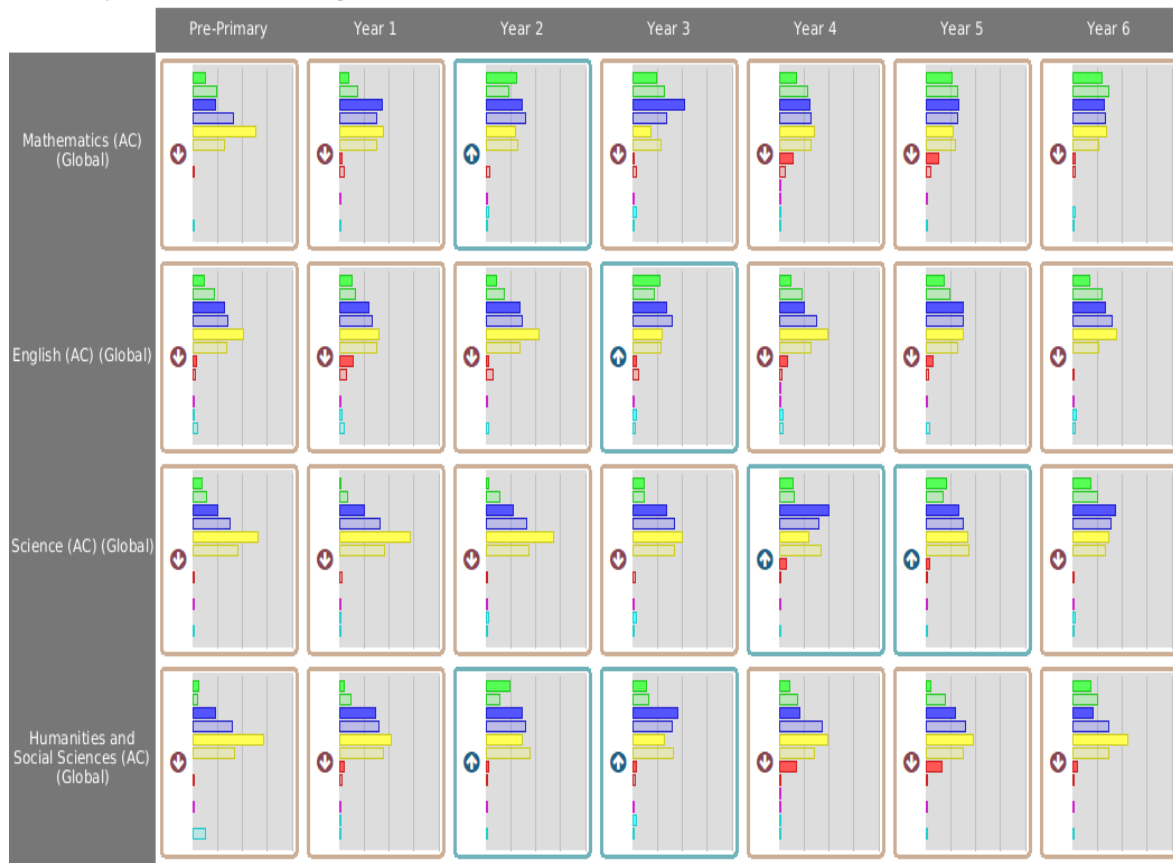 Pre-Primary Year 1 Year 2 Year 3 Year 4 Year 5 Year 6
Mathematics (AC)
(Global)
English (AC) (Global)
Science (AC) (Global)
Humanities and
Social Sciences (AC)
(Global)